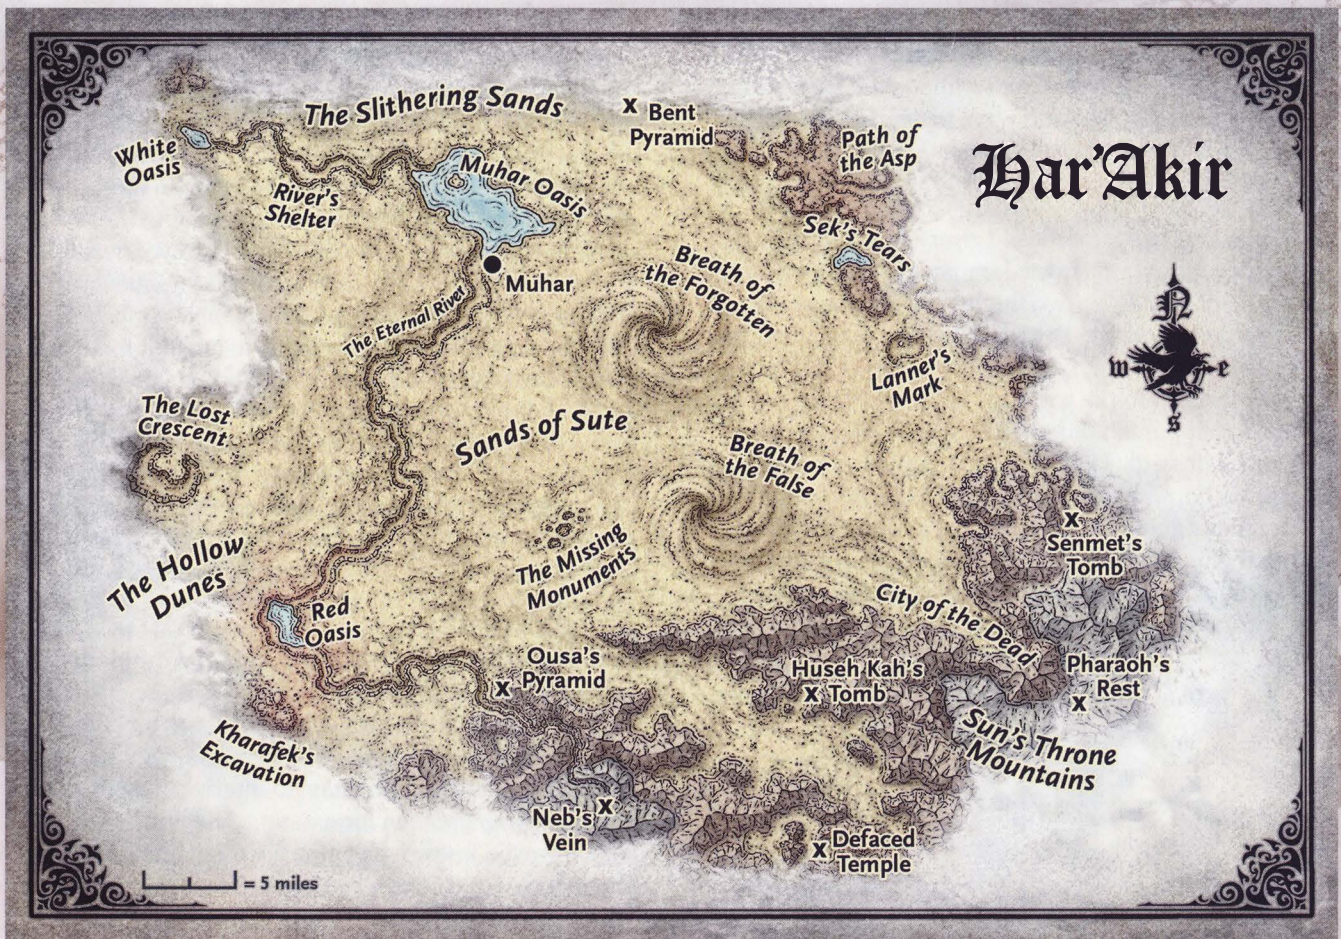 The Slithering Sands
Bent
Pyramid
Path of
the Asp
Har'Akir
White
Oasis
River's
Shelter
Muhar Oasis
Sek's Tears
Muhar
Breath of
the Forgotten
The Eternal River
N
w e
s
Lanner's
Mark
The Lost
Crescent
Sands of Sute
Breath of
the False
Senmet's
Tomb
The Missing
Monuments
The Hollow
Dunes
City of the Dead
Red
Oasis
Ousa's
Pyramid
Huseh Kah's
Tomb
Pharaoh's
Rest
Sun's Throne
Mountains
Kharafek's
Excavation
Neb's
Vein
Defaced
Temple
= 5 miles